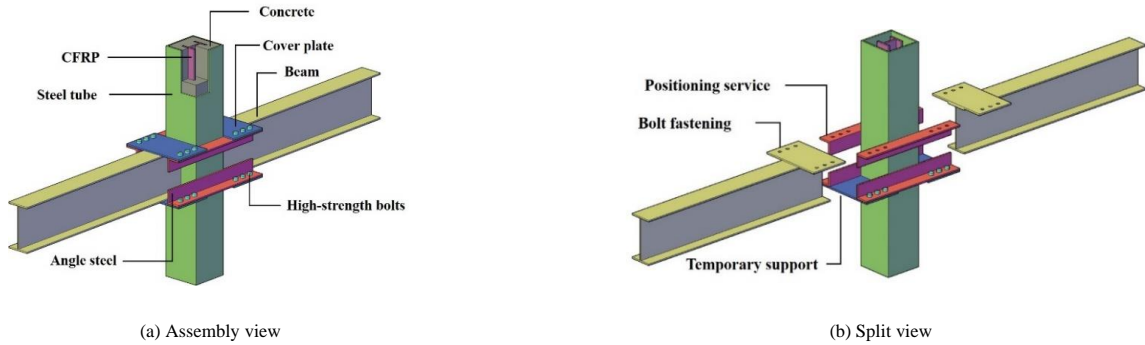 Concrete
CFRP
Cover plate
Beam
Steel tube
High-strength bolts
Angle steel
(a) Assembly view
Positioning service
Bolt fastening
Temporary support
(b) Split view